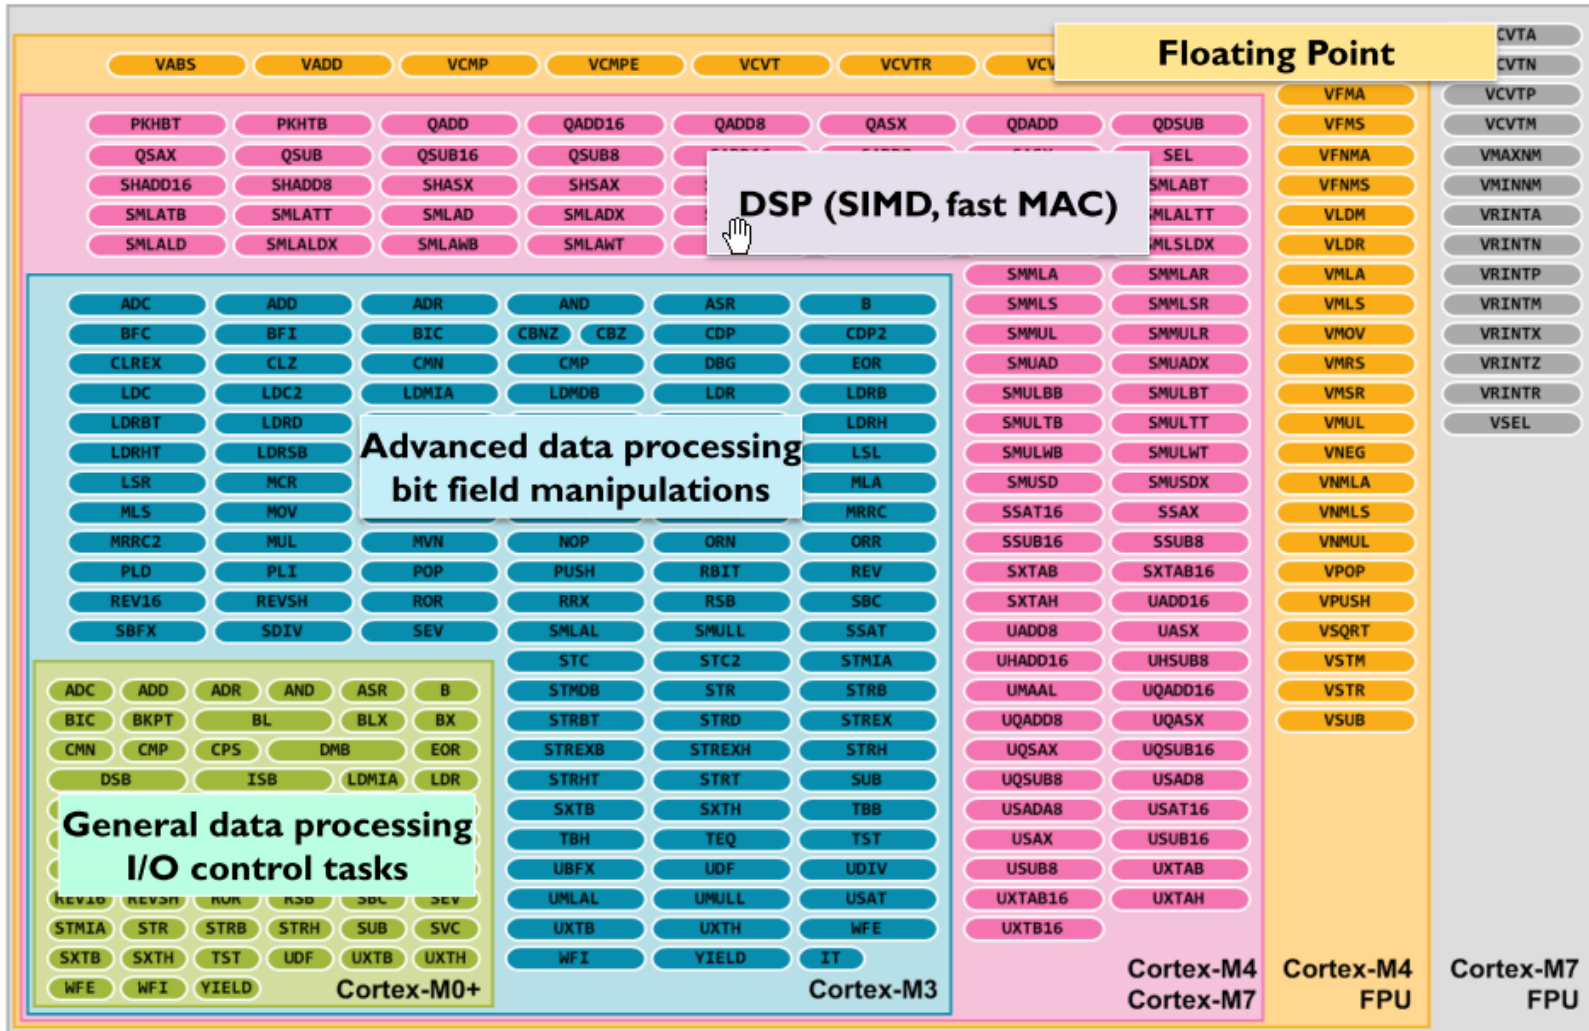 CVTA
VABS VADD VCMP VCMPE VCVT VCVTR Floating Point CVTN
VFMA VCVTP
PKHBT PKHTB QADD QADD16 QADD8 QASX QDADD QDSUB VFMS VCVTM
QSAX QSUB QSUB16 QSUB8 SEL VFNMA VMAXNM
SHADD16 SHADD8 SHASX SHSAX SMLABT VFNMS VMINNM
DSP (SIMD, fast MAC)
SMLATB SMLATT SMLAD SMLADX SMLALTT VLDM VRINTA
SMLALD SMLALDX SMLAWB SMLAWT SMLSLDX VLDR VRINTN
SMMLA SMMLAR VMLA VRINTP
ADC ADD ADR AND ASR B SMMLS SMMLSR VMLS VRINTM
BFC BFI BIC CBNZ CBZ CDP CDP2 SMMUL SMMULR VMOV VRINTX
CLREX CLZ CMN CMP DBG EOR SMUAD SMUADX VMRS VRINTZ
LDC LDC2 LDMIA LDMDB LDR LDRB SMULBB SMULBT VMSR VRINTR
LDRBT LDRD LDRH SMULTB SMULTT VMUL VSEL
Advanced data processing
LDRHT LDRSB LSL SMULWB SMULWT VNEG
bit field manipulations
LSR MCR MLA SMUSD SMUSDX VNMLA
MLS MOV MRRC SSAT16 SSAX VNMLS
MRRC2 MUL MVN NOP ORN ORR SSUB16 SSUB8 VNMUL
PLD PLI POP PUSH RBIT REV SXTAB SXTAB16 VPOP
REV16 REVSH ROR RRX RSB SBC SXTAH UADD16 VPUSH
SBFX SDIV SEV SMLAL SMULL SSAT UADD8 UASX VSQRT
STC STC2 STMIA UHADD16 UHSUB8 VSTM
ADC ADD ADR AND ASR B STMDB STR STRB UMAAL UQADD16 VSTR
BIC BKPT BL BLX BX STRBT STRD STREX UQADD8 UQASX VSUB
CMN CMP CPS DMB EOR STREXB STREXH STRH UQSAX UQSUB16
DSB ISB LDMIA LDR STRHT STRT SUB UQSUB8 USAD8
SXTB SXTH TBB USADA8 USAT16
General data processing
TBH TEQ TST USAX USUB16
I/O control tasks
UBFX UDF UDIV USUB8 UXTAB
REV16 REVSH ROR RSB SBC SEV UMLAL UMULL USAT UXTAB16 UXTAH
STMIA STR STRB STRH SUB SVC UXTB UXTH WFE UXTB16
SXTB SXTH TST UDF UXTB UXTH WFI YIELD IT
WFE WFI YIELD Cortex-M0+ Cortex-M3
Cortex-M4 Cortex-M4 Cortex-M7
Cortex-M7 FPU FPU